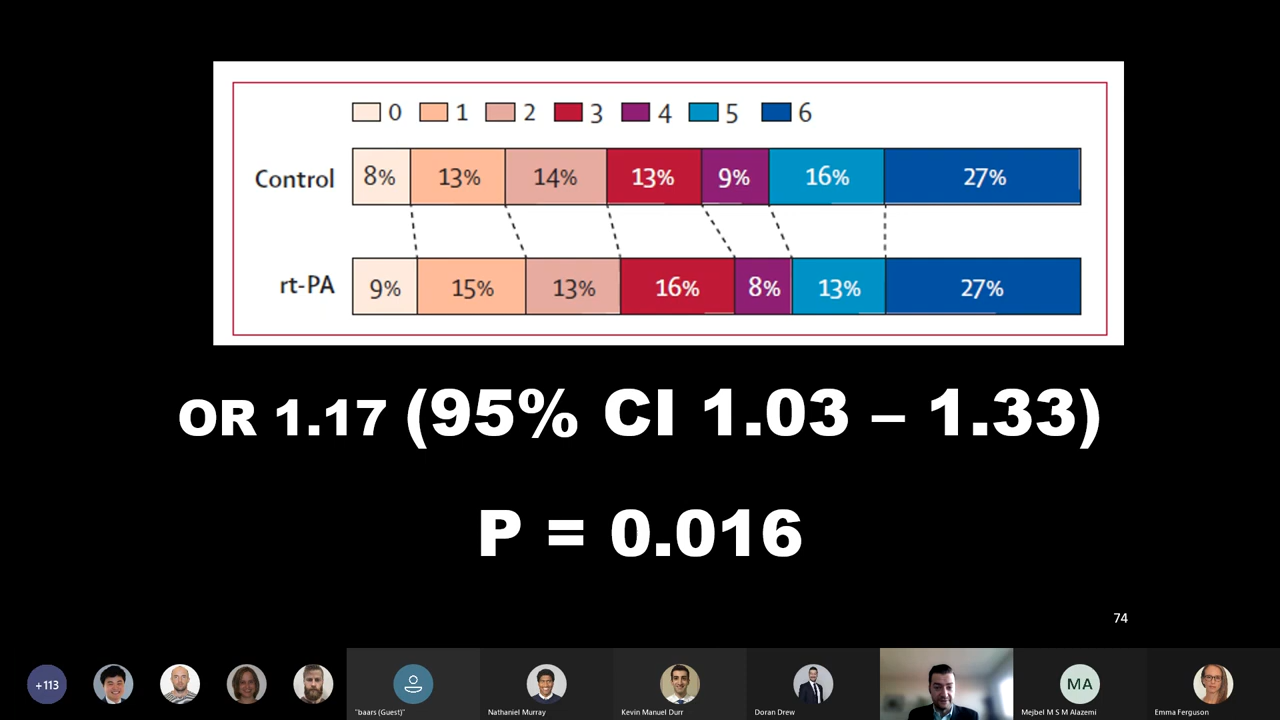 0 1 2 3 4 5 6
Control 8% 13% 14% 13% 9% 16% 27%
rt-PA 9% 15% 13% 16% 8% 13% 27%
OR 1.17 (95% CI 1.03 – 1.33)
P = 0.016
74
+113 MA
"baars (Guest)" Nathaniel Murray Kevin Manuel Durr Doran Drew Mejbel M S M Alazemi Emma Ferguson